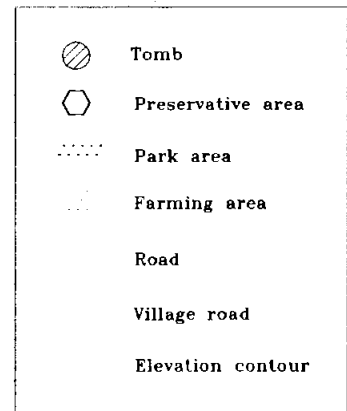 Tomb
Preservative area
Park area
Farming area
Road
Village road
Elevation contour